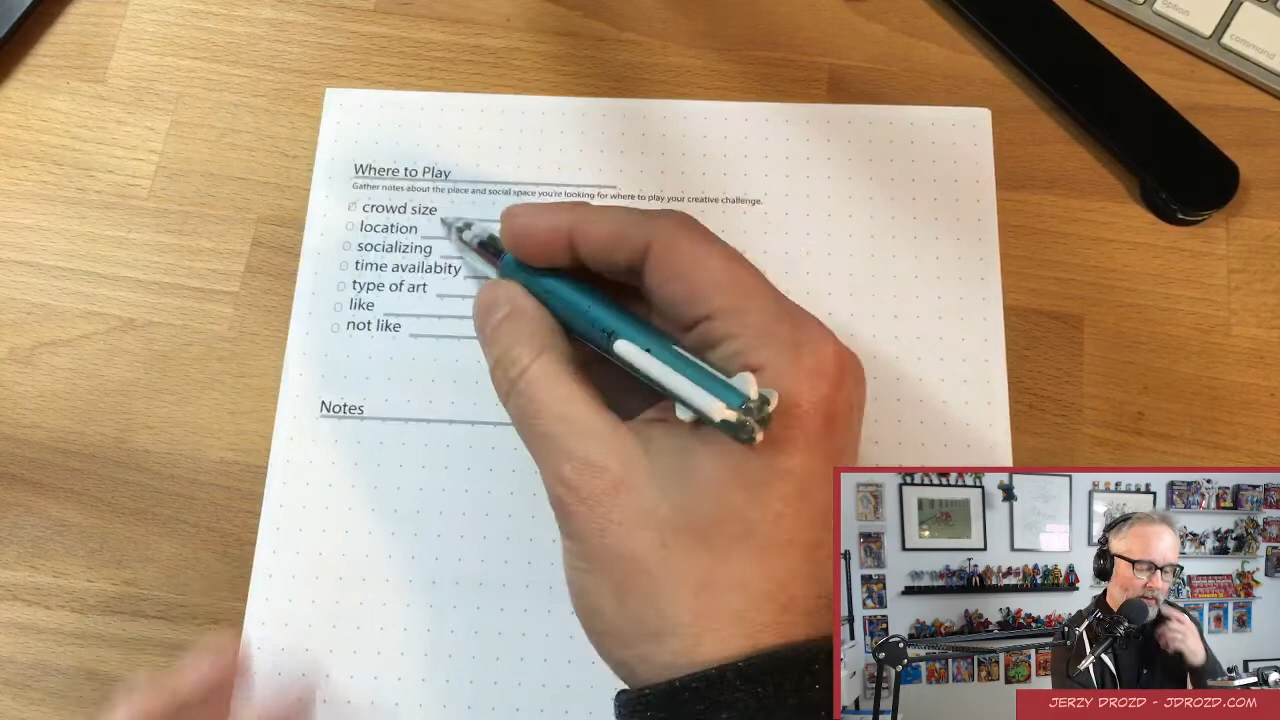 option
command
Where to Play
Gather notes about the place and social space you're looking for where to play your creative challenge.
crowd size
location
socializing
time availabity
type of art
like
not like
Notes
JERZY DROZD - JDROZD.COM